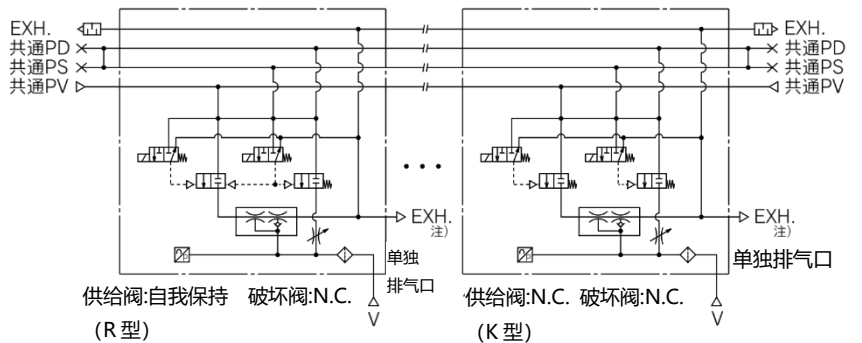 EXH. EXH.
共通PD 共通PD
共通PS 共通PS
共通PV 共通PV
EXH. EXH.
注) 注)
单独
排气口
单独排气口
供给阀:自我保持 破坏阀:N.C. 供给阀:N.C. 破坏阀:N.C.
V V
（R型） （K型）